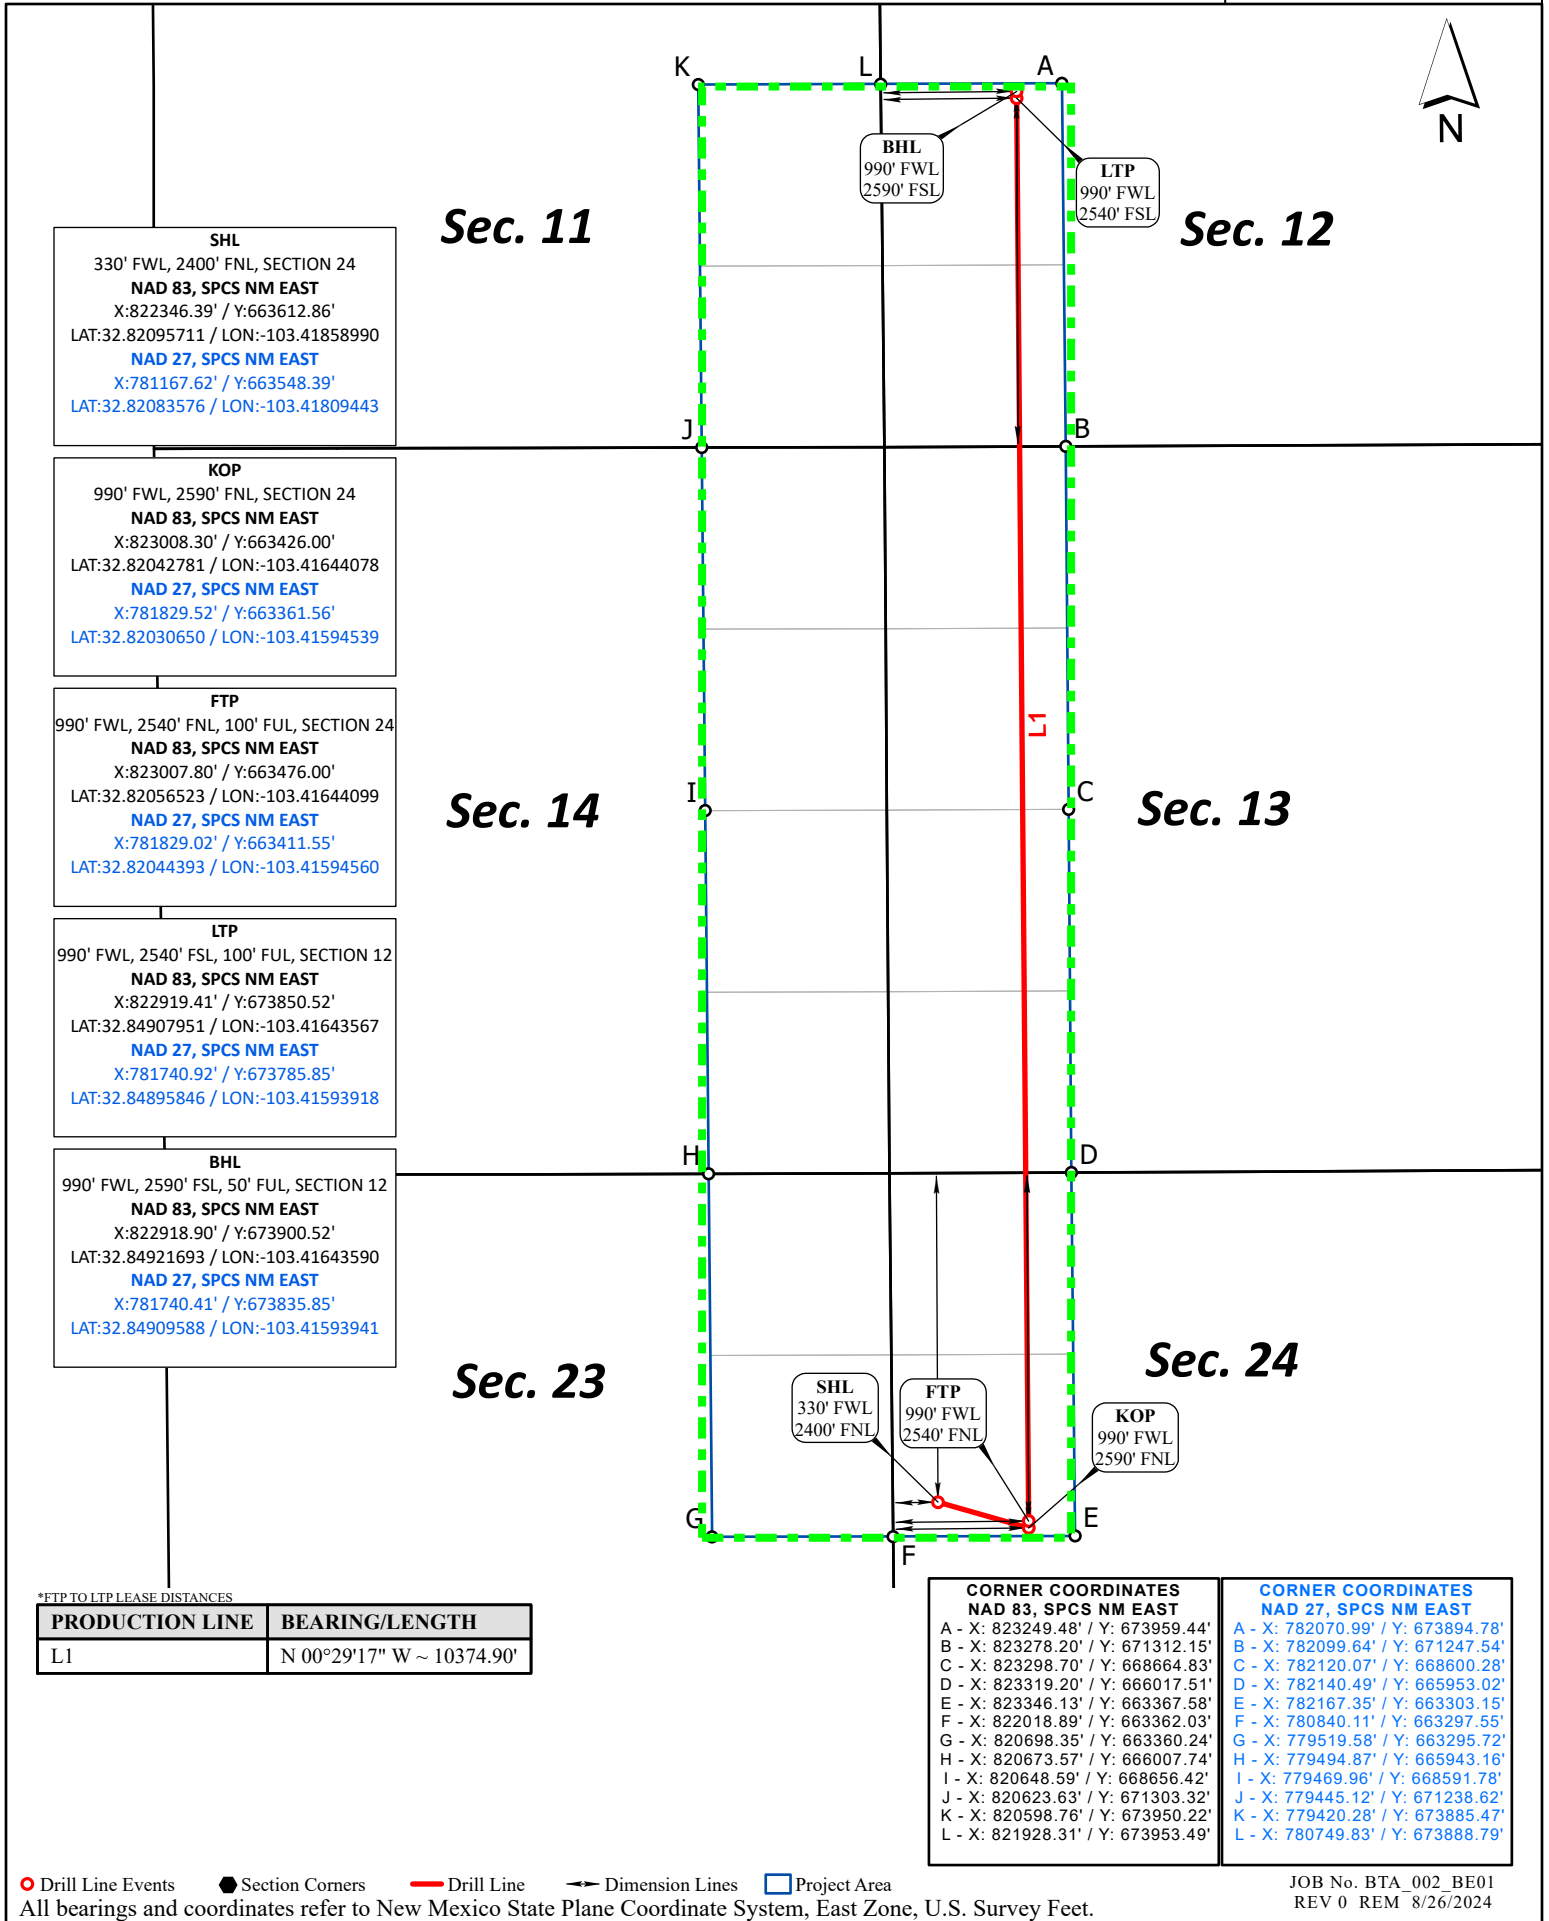 K
L
A
N
BHL
990' FWL
2590' FSL
LTP
990' FWL
2540' FSL
Sec. 11
Sec. 12
SHL
330' FWL, 2400' FNL, SECTION 24
NAD 83, SPCS NM EAST
X:822346.39' / Y:663612.86'
LAT:32.82095711 / LON:-103.41858990
NAD 27, SPCS NM EAST
X:781167.62' / Y:663548.39'
LAT:32.82083576 / LON:-103.41809443
J
B
KOP
990' FWL, 2590' FNL, SECTION 24
NAD 83, SPCS NM EAST
X:823008.30' / Y:663426.00'
LAT:32.82042781 / LON:-103.41644078
NAD 27, SPCS NM EAST
X:781829.52' / Y:663361.56'
LAT:32.82030650 / LON:-103.41594539
FTP
990' FWL, 2540' FNL, 100' FUL, SECTION 24
NAD 83, SPCS NM EAST
X:823007.80' / Y:663476.00'
LAT:32.82056523 / LON:-103.41644099
NAD 27, SPCS NM EAST
X:781829.02' / Y:663411.55'
LAT:32.82044393 / LON:-103.41594560
L1
I
C
Sec. 14
Sec. 13
LTP
990' FWL, 2540' FSL, 100' FUL, SECTION 12
NAD 83, SPCS NM EAST
X:822919.41' / Y:673850.52'
LAT:32.84907951 / LON:-103.41643567
NAD 27, SPCS NM EAST
X:781740.92' / Y:673785.85'
LAT:32.84895846 / LON:-103.41593918
H
D
BHL
990' FWL, 2590' FSL, 50' FUL, SECTION 12
NAD 83, SPCS NM EAST
X:822918.90' / Y:673900.52'
LAT:32.84921693 / LON:-103.41643590
NAD 27, SPCS NM EAST
X:781740.41' / Y:673835.85'
LAT:32.84909588 / LON:-103.41593941
Sec. 23
Sec. 24
SHL
330' FWL
2400' FNL
FTP
990' FWL
2540' FNL
KOP
990' FWL
2590' FNL
G
F
E
*FTP TO LTP LEASE DISTANCES
PRODUCTION LINE BEARING/LENGTH
L1 N 00°29'17" W ~ 10374.90'
CORNER COORDINATES
NAD 83, SPCS NM EAST
A - X: 823249.48' / Y: 673959.44'
B - X: 823278.20' / Y: 671312.15'
C - X: 823298.70' / Y: 668664.83'
D - X: 823319.20' / Y: 666017.51'
E - X: 823346.13' / Y: 663367.58'
F - X: 822018.89' / Y: 663362.03'
G - X: 820698.35' / Y: 663360.24'
H - X: 820673.57' / Y: 666007.74'
I - X: 820648.59' / Y: 668656.42'
J - X: 820623.63' / Y: 671303.32'
K - X: 820598.76' / Y: 673950.22'
L - X: 821928.31' / Y: 673953.49'
CORNER COORDINATES
NAD 27, SPCS NM EAST
A - X: 782070.99' / Y: 673894.78'
B - X: 782099.64' / Y: 671247.54'
C - X: 782120.07' / Y: 668600.28'
D - X: 782140.49' / Y: 665953.02'
E - X: 782167.35' / Y: 663303.15'
F - X: 780840.11' / Y: 663297.55'
G - X: 779519.58' / Y: 663295.72'
H - X: 779494.87' / Y: 665943.16'
I - X: 779469.96' / Y: 668591.78'
J - X: 779445.12' / Y: 671238.62'
K - X: 779420.28' / Y: 673885.47'
L - X: 780749.83' / Y: 673888.79'
Drill Line Events Section Corners Drill Line Dimension Lines Project Area
All bearings and coordinates refer to New Mexico State Plane Coordinate System, East Zone, U.S. Survey Feet.
JOB No. BTA_002_BE01
REV 0 REM 8/26/2024